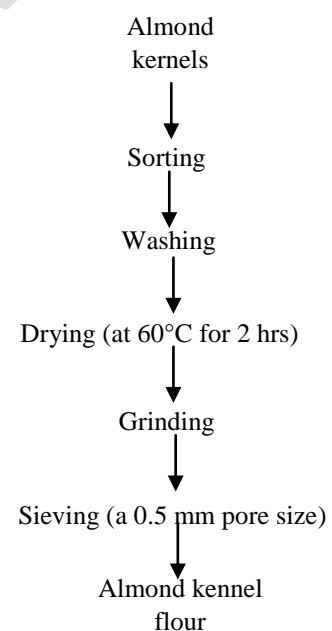 Almond
kernels
Sorting
Washing
Drying (at 60°C for 2 hrs)
Grinding
Sieving (a 0.5 mm pore size)
Almond kennel
flour